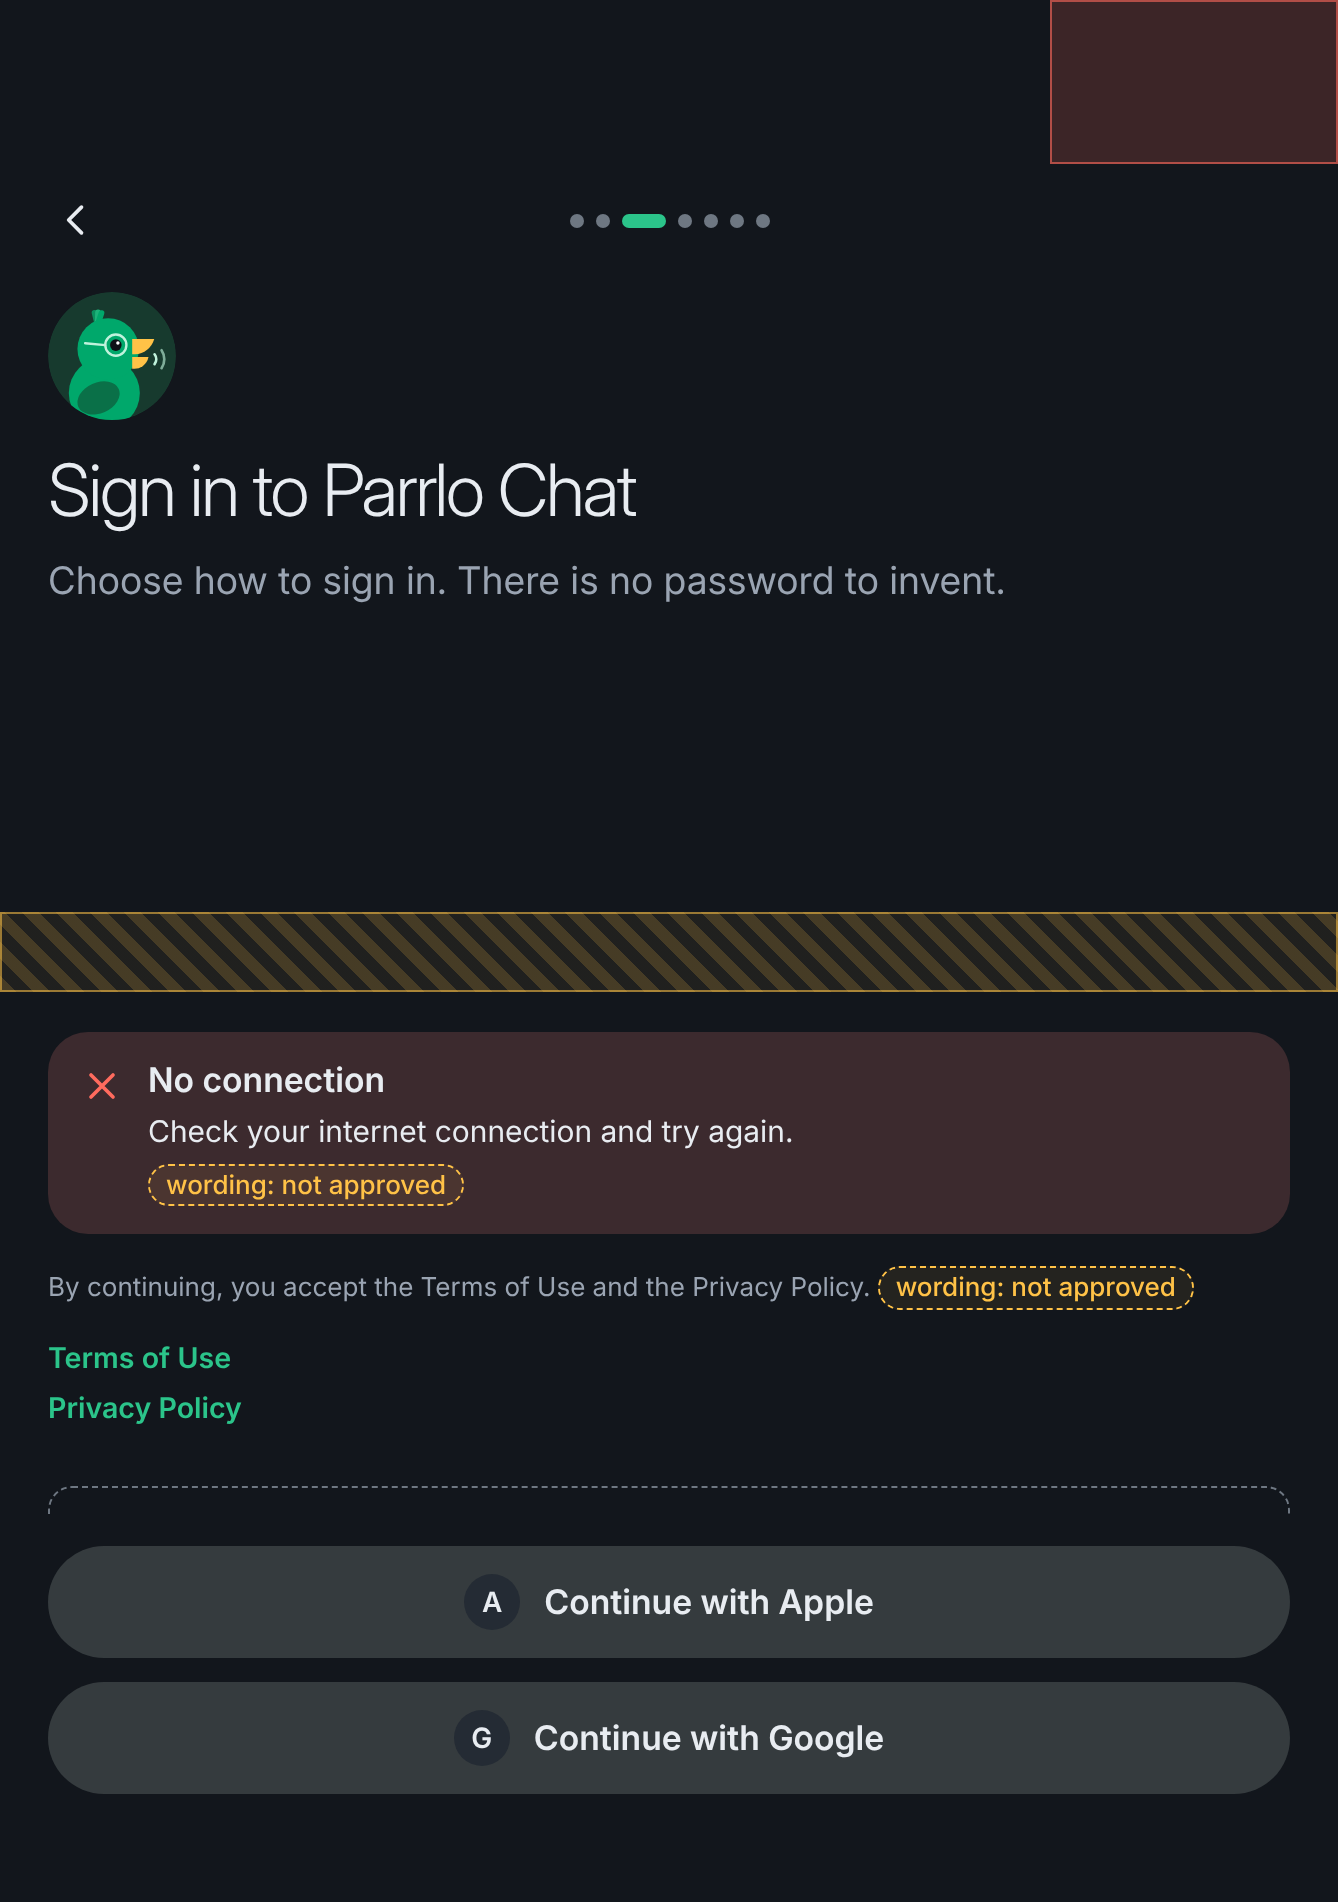 Sign in to Parrlo Chat
Choose how to sign in. There is no password to invent.
No connection
Check your internet connection and try again.
wording: not approved
By continuing, you accept the Terms of Use and the Privacy Policy. wording: not approved
Terms of Use
Privacy Policy
A Continue with Apple
G Continue with Google